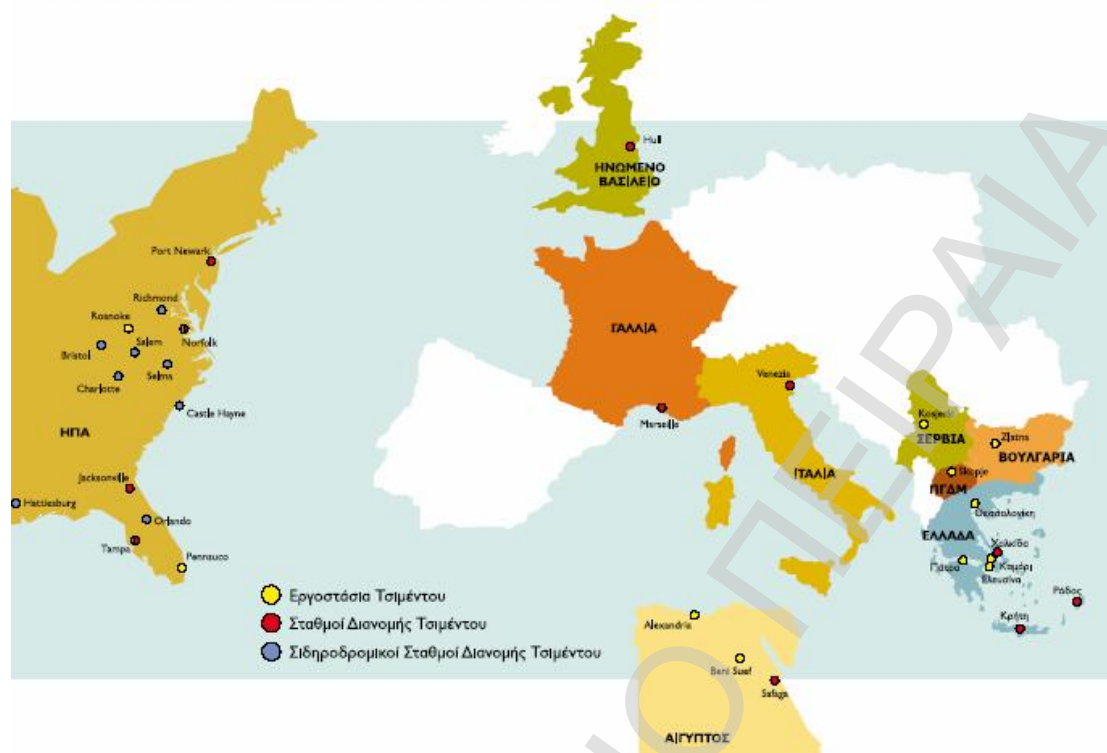 Hull
ΗΝΩΜΕΝΟ
ΒΑΣΙΛΕΙΟ
Port Newark
Richmond
Roanoke
Norfolk
Salem
Bristol
Selma
Charlotte
Castle Hayne
ΗΠΑ
Jacksonville
Hattiesburg
Orlando
Tampa
Pennsuco
ΓΑΛΛΙΑ
Venezia
Marseille
ΙΤΑΛΙΑ
Kosjeric
ΣΕΡΒΙΑ
Zlatna
ΒΟΥΛΓΑΡΙΑ
Skopje
ΠΓΔΜ
Θεσσαλονίκη
ΕΛΛΑΔΑ
Χαλκίδα
Πάτρα
Καμάρι
Ελευσίνα
Ρόδος
Κρήτη
Εργοστάσια Τσιμέντου
Σταθμοί Διανομής Τσιμέντου
Σιδηροδρομικοί Σταθμοί Διανομής Τσιμέντου
Alexandria
Beni Suef
Safaga
ΑΙΓΥΠΤΟΣ
ΠΕΙΡΑΙΑ